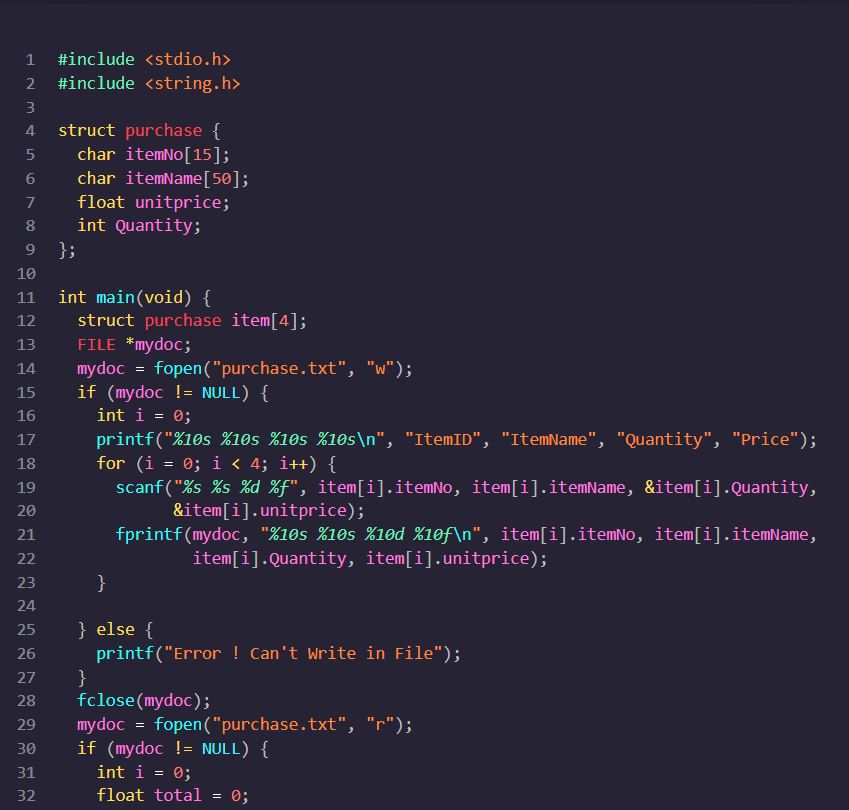 1 #include <stdio.h>
2 #include <string.h>
3
4 struct purchase {
5   char itemNo[15];
6   char itemName[50];
7   float unitprice;
8   int Quantity;
9 };
10
11 int main(void) {
12   struct purchase item[4];
13   FILE *mydoc;
14   mydoc = fopen("purchase.txt", "w");
15   if (mydoc != NULL) {
16     int i = 0;
17     printf("%10s %10s %10s %10s\n", "ItemID", "ItemName", "Quantity", "Price");
18     for (i = 0; i < 4; i++) {
19       scanf("%s %s %d %f", item[i].itemNo, item[i].itemName, &item[i].Quantity,
20             &item[i].unitprice);
21       fprintf(mydoc, "%10s %10s %10d %10f\n", item[i].itemNo, item[i].itemName,
22               item[i].Quantity, item[i].unitprice);
23     }
24
25   } else {
26     printf("Error ! Can't Write in File");
27   }
28   fclose(mydoc);
29   mydoc = fopen("purchase.txt", "r");
30   if (mydoc != NULL) {
31     int i = 0;
32     float total = 0;